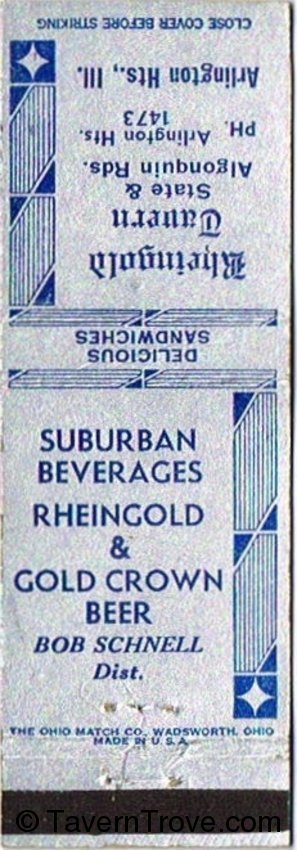 CLOSE COVER BEFORE STRIKING
Rheingold
Tavern
State &
Algonquin Rds.
PH. Arlington Hts.
1473
Arlington Hts., Ill.
DELICIOUS
SANDWICHES
SUBURBAN
BEVERAGES
RHEINGOLD
&
GOLD CROWN
BEER
BOB SCHNELL
Dist.
THE OHIO MATCH CO., WADSWORTH, OHIO
MADE IN U.S.A.
© TavernTrove.com/